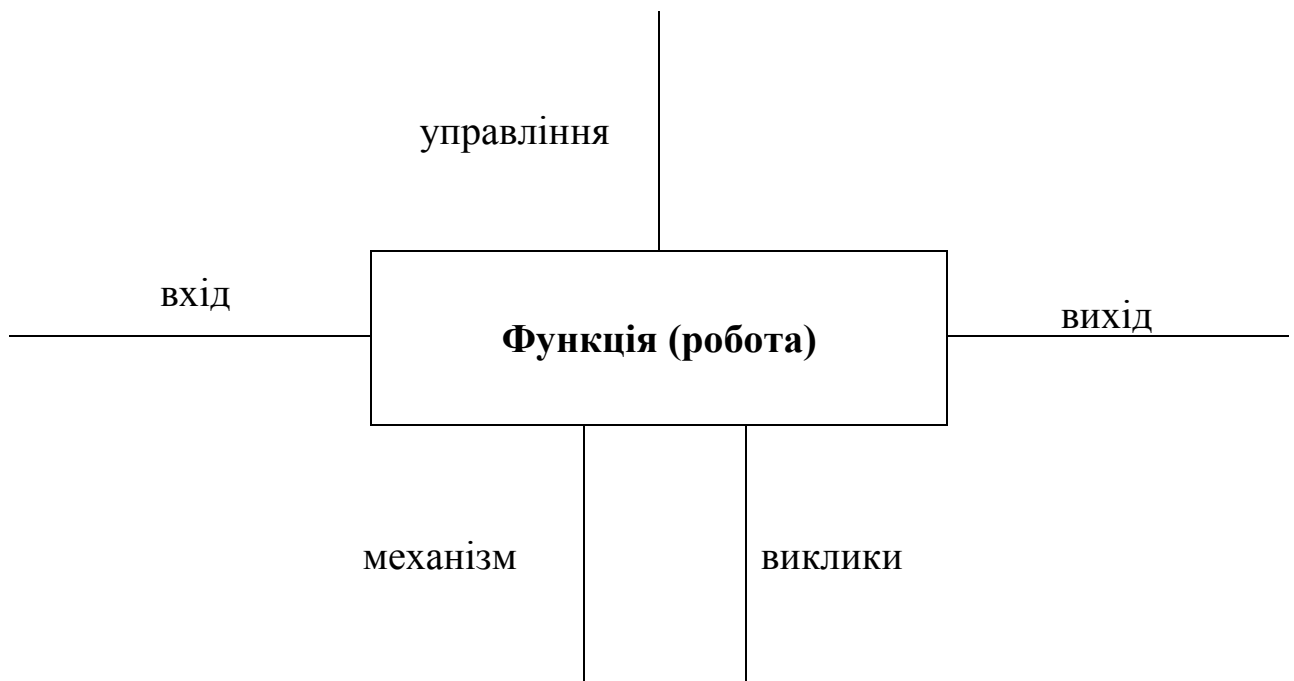 управління
вхід
вихід
Функція (робота)
механізм
виклики